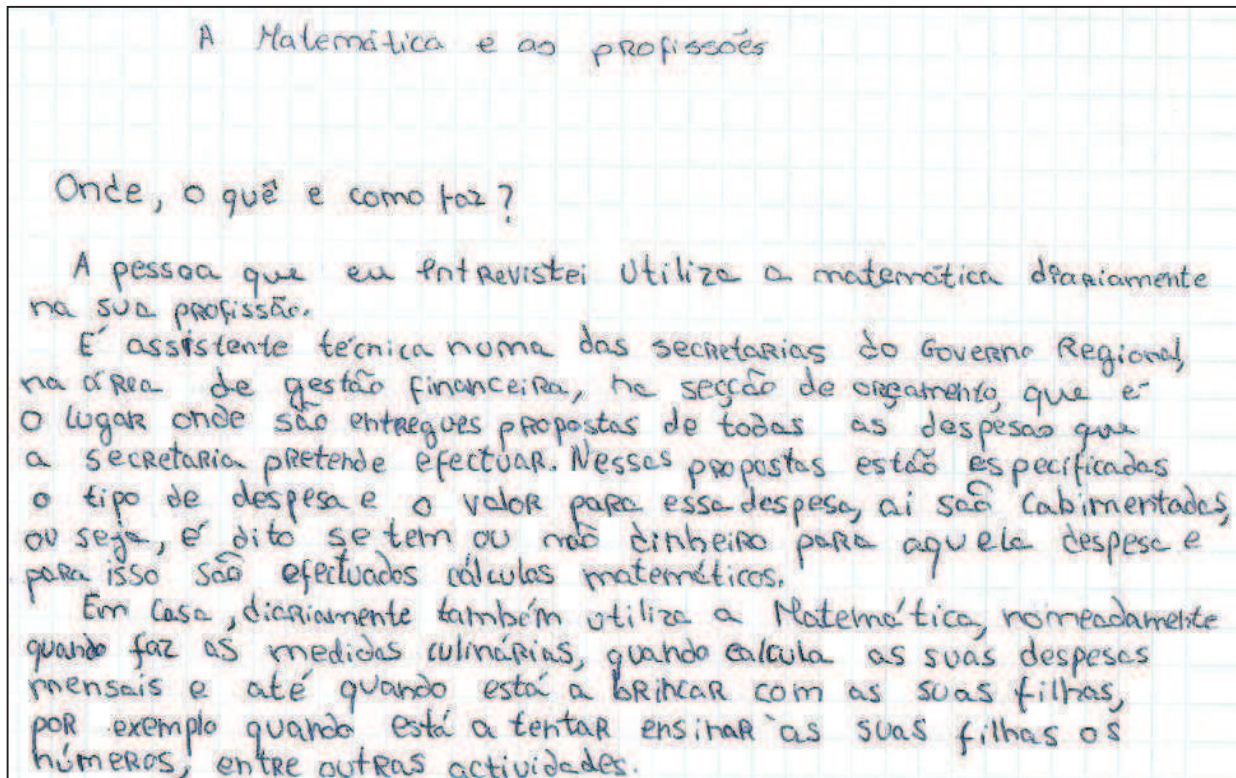 A Matemática e as profissões
Onde, o quê e como faz?
A pessoa que eu entrevistei utiliza a matemática diariamente
na sua profissão.
É assistente técnica numa das secretarias do Governo Regional,
na área de gestão financeira, na secção de orçamento, que é
o lugar onde são entregues propostas de todas as despesas que
a secretaria pretende efectuar. Nessas propostas estão especificadas
o tipo de despesa e o valor para essa despesa, aí são cabimentadas,
ou seja, é dito se tem ou não dinheiro para aquela despesa e
para isso são efectuados cálculos matemáticos.
Em casa, diariamente também utiliza a Matemática, nomeadamente
quando faz as medidas culinárias, quando calcula as suas despesas
mensais e até quando está a brincar com as suas filhas,
por exemplo quando está a tentar ensinar às suas filhas os
números, entre outras actividades.